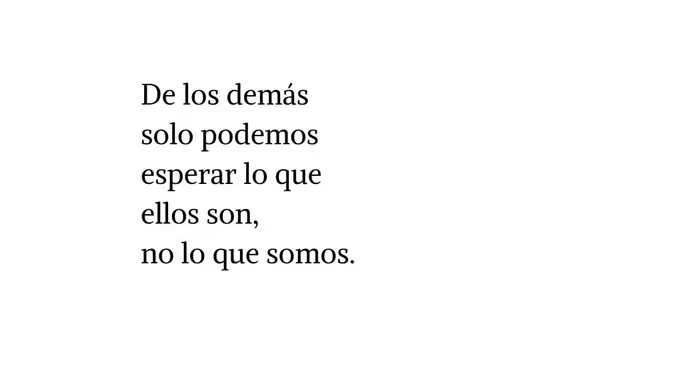 De los demás
solo podemos
esperar lo que
ellos son,
no lo que somos.